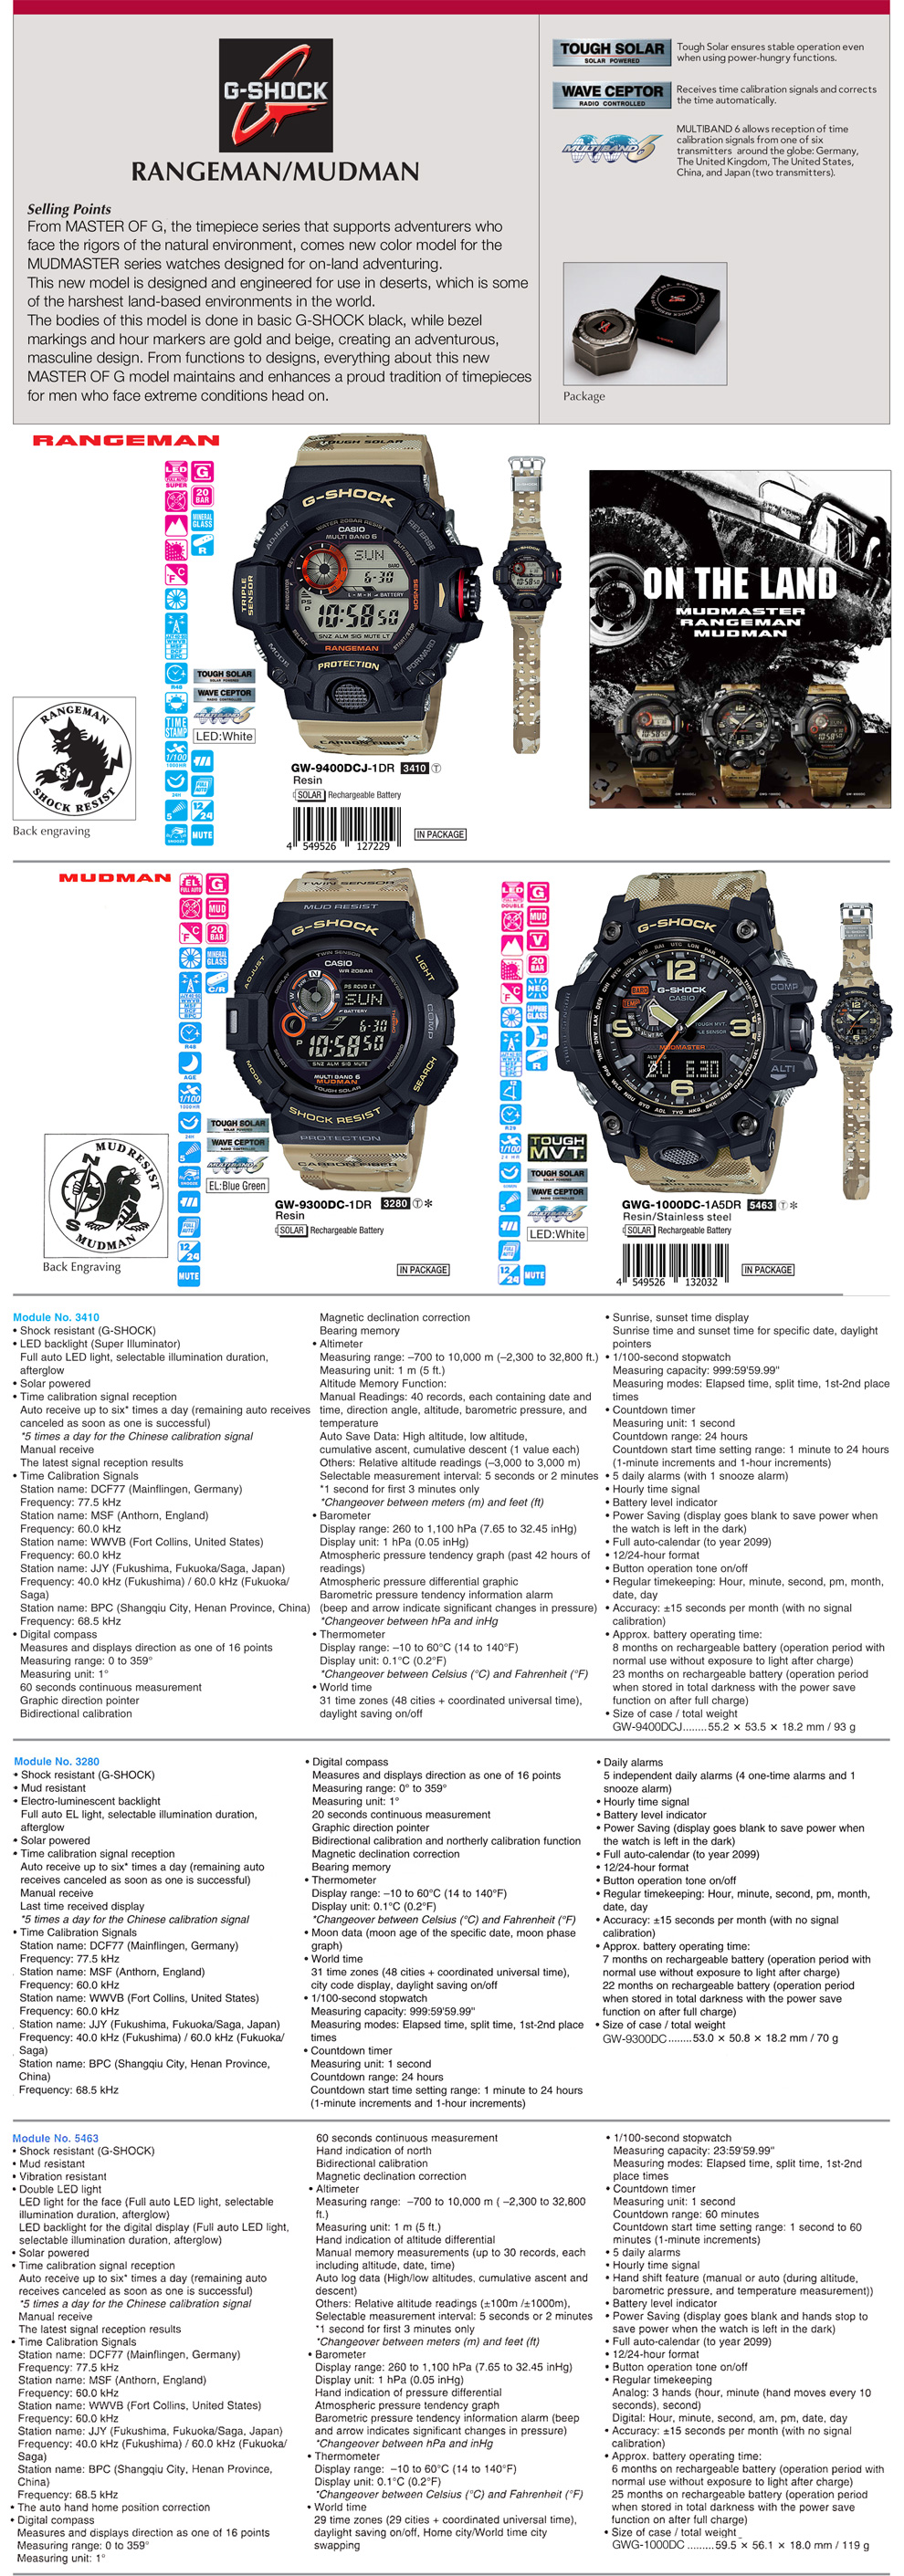 G-SHOCK
RANGEMAN/MUDMAN
Selling Points
From MASTER OF G, the timepiece series that supports adventurers who
face the rigors of the natural environment, comes new color model for the
MUDMASTER series watches designed for on-land adventuring.
This new model is designed and engineered for use in deserts, which is some
of the harshest land-based environments in the world.
The bodies of this model is done in basic G-SHOCK black, while bezel
markings and hour markers are gold and beige, creating an adventurous,
masculine design. From functions to designs, everything about this new
MASTER OF G model maintains and enhances a proud tradition of timepieces
for men who face extreme conditions head on.
TOUGH SOLAR
SOLAR POWERED
Tough Solar ensures stable operation even
when using power-hungry functions.
WAVE CEPTOR
RADIO CONTROLLED
Receives time calibration signals and corrects
the time automatically.
MULTIBAND 6
MULTIBAND 6 allows reception of time
calibration signals from one of six
transmitters around the globe: Germany,
The United Kingdom, The United States,
China, and Japan (two transmitters).
Package
RANGEMAN
TOUGH SOLAR
WAVE CEPTOR
LED:White
RANGEMAN
SHOCK RESIST
Back engraving
GW-9400DCJ-1DR 3410 Ⓣ
Resin
SOLAR Rechargeable Battery
4 549526 127229
IN PACKAGE
ON THE LAND
MUDMASTER
RANGEMAN
MUDMAN
MUDMAN
TOUGH SOLAR
WAVE CEPTOR
EL:Blue Green
MUD RESIST
MUDMAN
Back Engraving
GW-9300DC-1DR 3280 Ⓣ*
Resin
SOLAR Rechargeable Battery
IN PACKAGE
TOUGH MVT.
TOUGH SOLAR
WAVE CEPTOR
LED:White
GWG-1000DC-1A5DR 5463 Ⓣ*
Resin/Stainless steel
SOLAR Rechargeable Battery
4 549526 132032
IN PACKAGE
Module No. 3410
• Shock resistant (G-SHOCK)
• LED backlight (Super Illuminator)
Full auto LED light, selectable illumination duration,
afterglow
• Solar powered
• Time calibration signal reception
Auto receive up to six* times a day (remaining auto receives
canceled as soon as one is successful)
*5 times a day for the Chinese calibration signal
Manual receive
The latest signal reception results
• Time Calibration Signals
Station name: DCF77 (Mainflingen, Germany)
Frequency: 77.5 kHz
Station name: MSF (Anthorn, England)
Frequency: 60.0 kHz
Station name: WWVB (Fort Collins, United States)
Frequency: 60.0 kHz
Station name: JJY (Fukushima, Fukuoka/Saga, Japan)
Frequency: 40.0 kHz (Fukushima) / 60.0 kHz (Fukuoka/
Saga)
Station name: BPC (Shangqiu City, Henan Province, China)
Frequency: 68.5 kHz
• Digital compass
Measures and displays direction as one of 16 points
Measuring range: 0 to 359°
Measuring unit: 1°
60 seconds continuous measurement
Graphic direction pointer
Bidirectional calibration
Magnetic declination correction
Bearing memory
• Altimeter
Measuring range: –700 to 10,000 m (–2,300 to 32,800 ft.)
Measuring unit: 1 m (5 ft.)
Altitude Memory Function:
Manual Readings: 40 records, each containing date and
time, direction angle, altitude, barometric pressure, and
temperature
Auto Save Data: High altitude, low altitude,
cumulative ascent, cumulative descent (1 value each)
Others: Relative altitude readings (–3,000 to 3,000 m)
Selectable measurement interval: 5 seconds or 2 minutes
*1 second for first 3 minutes only
*Changeover between meters (m) and feet (ft)
• Barometer
Display range: 260 to 1,100 hPa (7.65 to 32.45 inHg)
Display unit: 1 hPa (0.05 inHg)
Atmospheric pressure tendency graph (past 42 hours of
readings)
Atmospheric pressure differential graphic
Barometric pressure tendency information alarm
(beep and arrow indicate significant changes in pressure)
*Changeover between hPa and inHg
• Thermometer
Display range: –10 to 60°C (14 to 140°F)
Display unit: 0.1°C (0.2°F)
*Changeover between Celsius (°C) and Fahrenheit (°F)
• World time
31 time zones (48 cities + coordinated universal time),
daylight saving on/off
• Sunrise, sunset time display
Sunrise time and sunset time for specific date, daylight
pointers
• 1/100-second stopwatch
Measuring capacity: 999:59'59.99"
Measuring modes: Elapsed time, split time, 1st-2nd place
times
• Countdown timer
Measuring unit: 1 second
Countdown range: 24 hours
Countdown start time setting range: 1 minute to 24 hours
(1-minute increments and 1-hour increments)
• 5 daily alarms (with 1 snooze alarm)
• Hourly time signal
• Battery level indicator
• Power Saving (display goes blank to save power when
the watch is left in the dark)
• Full auto-calendar (to year 2099)
• 12/24-hour format
• Button operation tone on/off
• Regular timekeeping: Hour, minute, second, pm, month,
date, day
• Accuracy: ±15 seconds per month (with no signal
calibration)
• Approx. battery operating time:
8 months on rechargeable battery (operation period with
normal use without exposure to light after charge)
23 months on rechargeable battery (operation period
when stored in total darkness with the power save
function on after full charge)
• Size of case / total weight
GW-9400DCJ........55.2 × 53.5 × 18.2 mm / 93 g
Module No. 3280
• Shock resistant (G-SHOCK)
• Mud resistant
• Electro-luminescent backlight
Full auto EL light, selectable illumination duration,
afterglow
• Solar powered
• Time calibration signal reception
Auto receive up to six* times a day (remaining auto
receives canceled as soon as one is successful)
Manual receive
Last time received display
*5 times a day for the Chinese calibration signal
• Time Calibration Signals
Station name: DCF77 (Mainflingen, Germany)
Frequency: 77.5 kHz
Station name: MSF (Anthorn, England)
Frequency: 60.0 kHz
Station name: WWVB (Fort Collins, United States)
Frequency: 60.0 kHz
Station name: JJY (Fukushima, Fukuoka/Saga, Japan)
Frequency: 40.0 kHz (Fukushima) / 60.0 kHz (Fukuoka/
Saga)
Station name: BPC (Shangqiu City, Henan Province,
China)
Frequency: 68.5 kHz
• Digital compass
Measures and displays direction as one of 16 points
Measuring range: 0° to 359°
Measuring unit: 1°
20 seconds continuous measurement
Graphic direction pointer
Bidirectional calibration and northerly calibration function
Magnetic declination correction
Bearing memory
• Thermometer
Display range: –10 to 60°C (14 to 140°F)
Display unit: 0.1°C (0.2°F)
*Changeover between Celsius (°C) and Fahrenheit (°F)
• Moon data (moon age of the specific date, moon phase
graph)
• World time
31 time zones (48 cities + coordinated universal time),
city code display, daylight saving on/off
• 1/100-second stopwatch
Measuring capacity: 999:59'59.99"
Measuring modes: Elapsed time, split time, 1st-2nd place
times
• Countdown timer
Measuring unit: 1 second
Countdown range: 24 hours
Countdown start time setting range: 1 minute to 24 hours
(1-minute increments and 1-hour increments)
• Daily alarms
5 independent daily alarms (4 one-time alarms and 1
snooze alarm)
• Hourly time signal
• Battery level indicator
• Power Saving (display goes blank to save power when
the watch is left in the dark)
• Full auto-calendar (to year 2099)
• 12/24-hour format
• Button operation tone on/off
• Regular timekeeping: Hour, minute, second, pm, month,
date, day
• Accuracy: ±15 seconds per month (with no signal
calibration)
• Approx. battery operating time:
7 months on rechargeable battery (operation period with
normal use without exposure to light after charge)
22 months on rechargeable battery (operation period
when stored in total darkness with the power save
function on after full charge)
• Size of case / total weight
GW-9300DC........53.0 × 50.8 × 18.2 mm / 70 g
Module No. 5463
• Shock resistant (G-SHOCK)
• Mud resistant
• Vibration resistant
• Double LED light
LED light for the face (Full auto LED light, selectable
illumination duration, afterglow)
LED backlight for the digital display (Full auto LED light,
selectable illumination duration, afterglow)
• Solar powered
• Time calibration signal reception
Auto receive up to six* times a day (remaining auto
receives canceled as soon as one is successful)
*5 times a day for the Chinese calibration signal
Manual receive
The latest signal reception results
• Time Calibration Signals
Station name: DCF77 (Mainflingen, Germany)
Frequency: 77.5 kHz
Station name: MSF (Anthorn, England)
Frequency: 60.0 kHz
Station name: WWVB (Fort Collins, United States)
Frequency: 60.0 kHz
Station name: JJY (Fukushima, Fukuoka/Saga, Japan)
Frequency: 40.0 kHz (Fukushima) / 60.0 kHz (Fukuoka/
Saga)
Station name: BPC (Shangqiu City, Henan Province,
China)
Frequency: 68.5 kHz
• The auto hand home position correction
• Digital compass
Measures and displays direction as one of 16 points
Measuring range: 0 to 359°
Measuring unit: 1°
60 seconds continuous measurement
Hand indication of north
Bidirectional calibration
Magnetic declination correction
• Altimeter
Measuring range: –700 to 10,000 m ( –2,300 to 32,800
ft.)
Measuring unit: 1 m (5 ft.)
Hand indication of altitude differential
Manual memory measurements (up to 30 records, each
including altitude, date, time)
Auto log data (High/low altitudes, cumulative ascent and
descent)
Others: Relative altitude readings (±100m /±1000m),
Selectable measurement interval: 5 seconds or 2 minutes
*1 second for first 3 minutes only
*Changeover between meters (m) and feet (ft)
• Barometer
Display range: 260 to 1,100 hPa (7.65 to 32.45 inHg)
Display unit: 1 hPa (0.05 inHg)
Hand indication of pressure differential
Atmospheric pressure tendency graph
Barometric pressure tendency information alarm (beep
and arrow indicates significant changes in pressure)
*Changeover between hPa and inHg
• Thermometer
Display range: –10 to 60°C (14 to 140°F)
Display unit: 0.1°C (0.2°F)
*Changeover between Celsius (°C) and Fahrenheit (°F)
• World time
29 time zones (29 cities + coordinated universal time),
daylight saving on/off, Home city/World time city
swapping
• 1/100-second stopwatch
Measuring capacity: 23:59'59.99"
Measuring modes: Elapsed time, split time, 1st-2nd
place times
• Countdown timer
Measuring unit: 1 second
Countdown range: 60 minutes
Countdown start time setting range: 1 second to 60
minutes (1-minute increments)
• 5 daily alarms
• Hourly time signal
• Hand shift feature (manual or auto (during altitude,
barometric pressure, and temperature measurement))
• Battery level indicator
• Power Saving (display goes blank and hands stop to
save power when the watch is left in the dark)
• Full auto-calendar (to year 2099)
• 12/24-hour format
• Button operation tone on/off
• Regular timekeeping
Analog: 3 hands (hour, minute (hand moves every 10
seconds), second)
Digital: Hour, minute, second, am, pm, date, day
• Accuracy: ±15 seconds per month (with no signal
calibration)
• Approx. battery operating time:
6 months on rechargeable battery (operation period with
normal use without exposure to light after charge)
25 months on rechargeable battery (operation period
when stored in total darkness with the power save
function on after full charge)
• Size of case / total weight
GWG-1000DC .........59.5 × 56.1 × 18.0 mm / 119 g